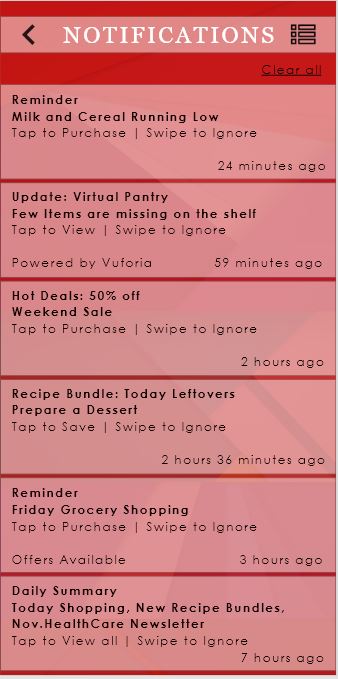 NOTIFICATIONS
Clear all
Reminder
Milk and Cereal Running Low
Tap to Purchase | Swipe to Ignore
24 minutes ago
Update: Virtual Pantry
Few Items are missing on the shelf
Tap to View | Swipe to Ignore
Powered by Vuforia 59 minutes ago
Hot Deals: 50% off
Weekend Sale
Tap to Purchase | Swipe to Ignore
2 hours ago
Recipe Bundle: Today Leftovers
Prepare a Dessert
Tap to Save | Swipe to Ignore
2 hours 36 minutes ago
Reminder
Friday Grocery Shopping
Tap to Purchase | Swipe to Ignore
Offers Available 3 hours ago
Daily Summary
Today Shopping, New Recipe Bundles,
Nov.HealthCare Newsletter
Tap to View all | Swipe to Ignore
7 hours ago